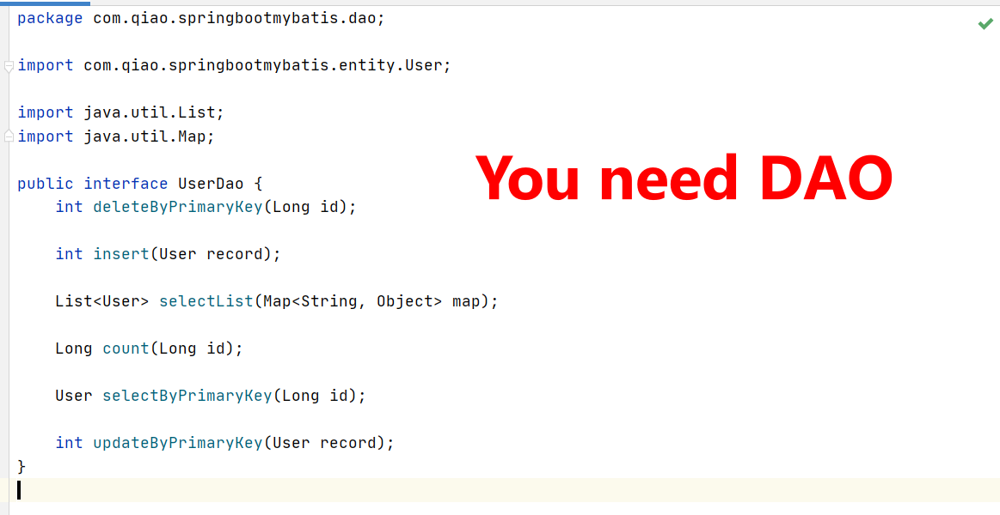 package com.qiao.springbootmybatis.dao;
import com.qiao.springbootmybatis.entity.User;
import java.util.List;
import java.util.Map;
public interface UserDao {
You need DAO
int deleteByPrimaryKey(Long id);
int insert(User record);
List<User> selectList(Map<String, Object> map);
Long count(Long id);
User selectByPrimaryKey(Long id);
int updateByPrimaryKey(User record);
}